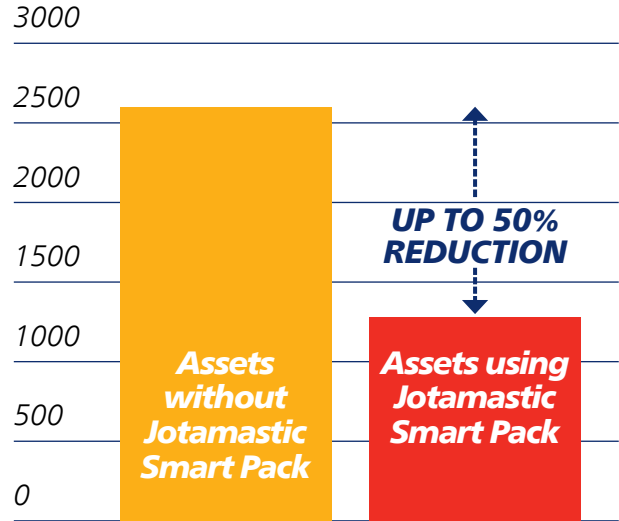 3000
2500
2000
UP TO 50%
REDUCTION
1500
1000
Assets
without
Jotamastic
Smart Pack
Assets using
Jotamastic
Smart Pack
500
0